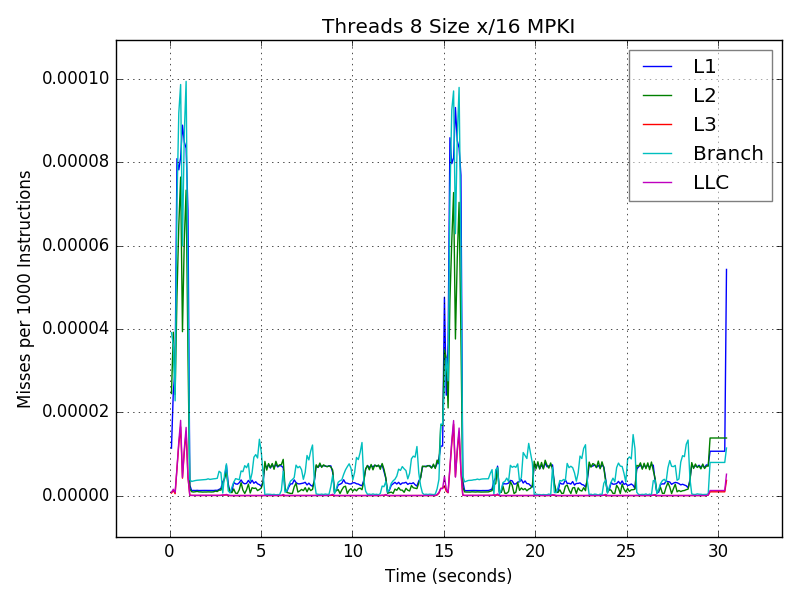 Threads 8 Size x/16 MPKI
L1
L2
L3
Branch
LLC
0.00010
0.00008
0.00006
0.00004
0.00002
0.00000
Misses per 1000 Instructions
0 5 10 15 20 25 30
Time (seconds)